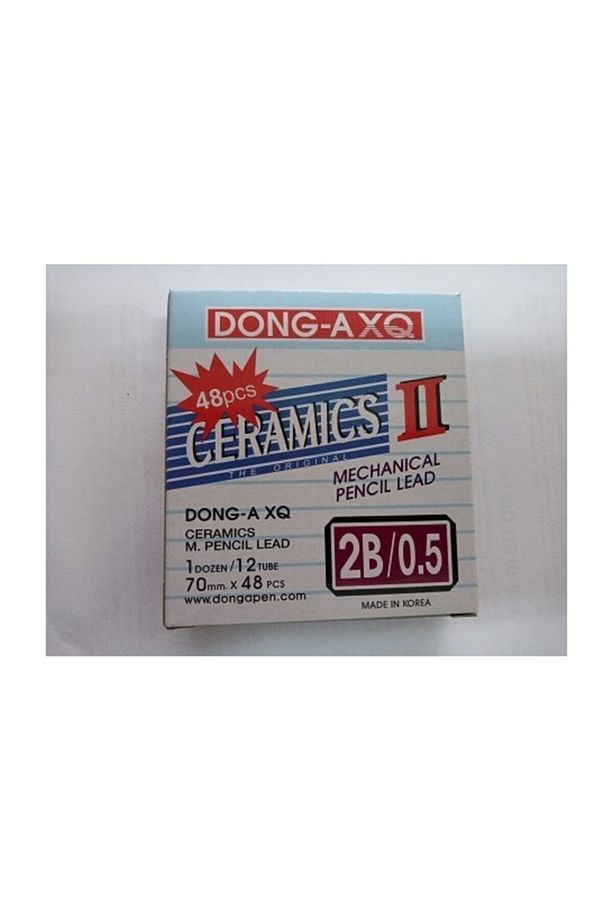 DONG-A XQ
48pcs
CERAMICS II
THE ORIGINAL
MECHANICAL
PENCIL LEAD
DONG-A XQ
CERAMICS
M. PENCIL LEAD
1 DOZEN / 12 TUBE
70mm. x 48 PCS
www.dongapen.com
2B/0.5
MADE IN KOREA